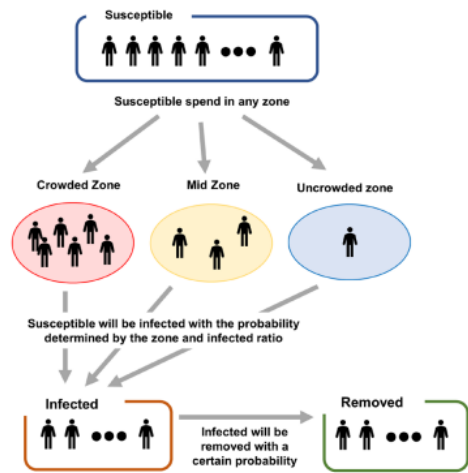 Susceptible
Susceptible spend in any zone
Crowded Zone
Mid Zone
Uncrowded zone
Susceptible will be infected with the probability
determined by the zone and infected ratio
Infected
Infected will be
removed with a
certain probability
Removed